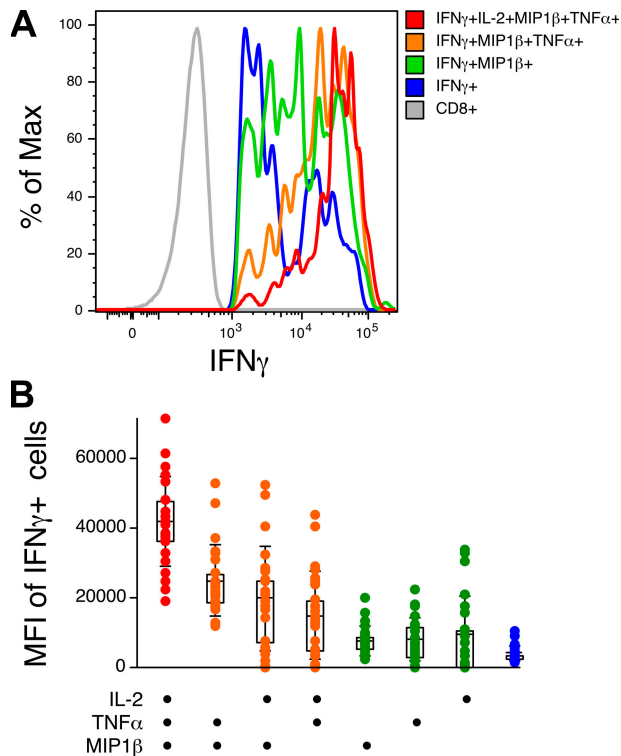 A
IFNγ+IL-2+MIP1β+TNFα+
IFNγ+MIP1β+TNFα+
IFNγ+MIP1β+
IFNγ+
CD8+
% of Max
100
80
60
40
20
0
0
10³
10⁴
10⁵
IFNγ
B
MFI of IFNγ+ cells
60000
40000
20000
0
IL-2
TNFα
MIP1β